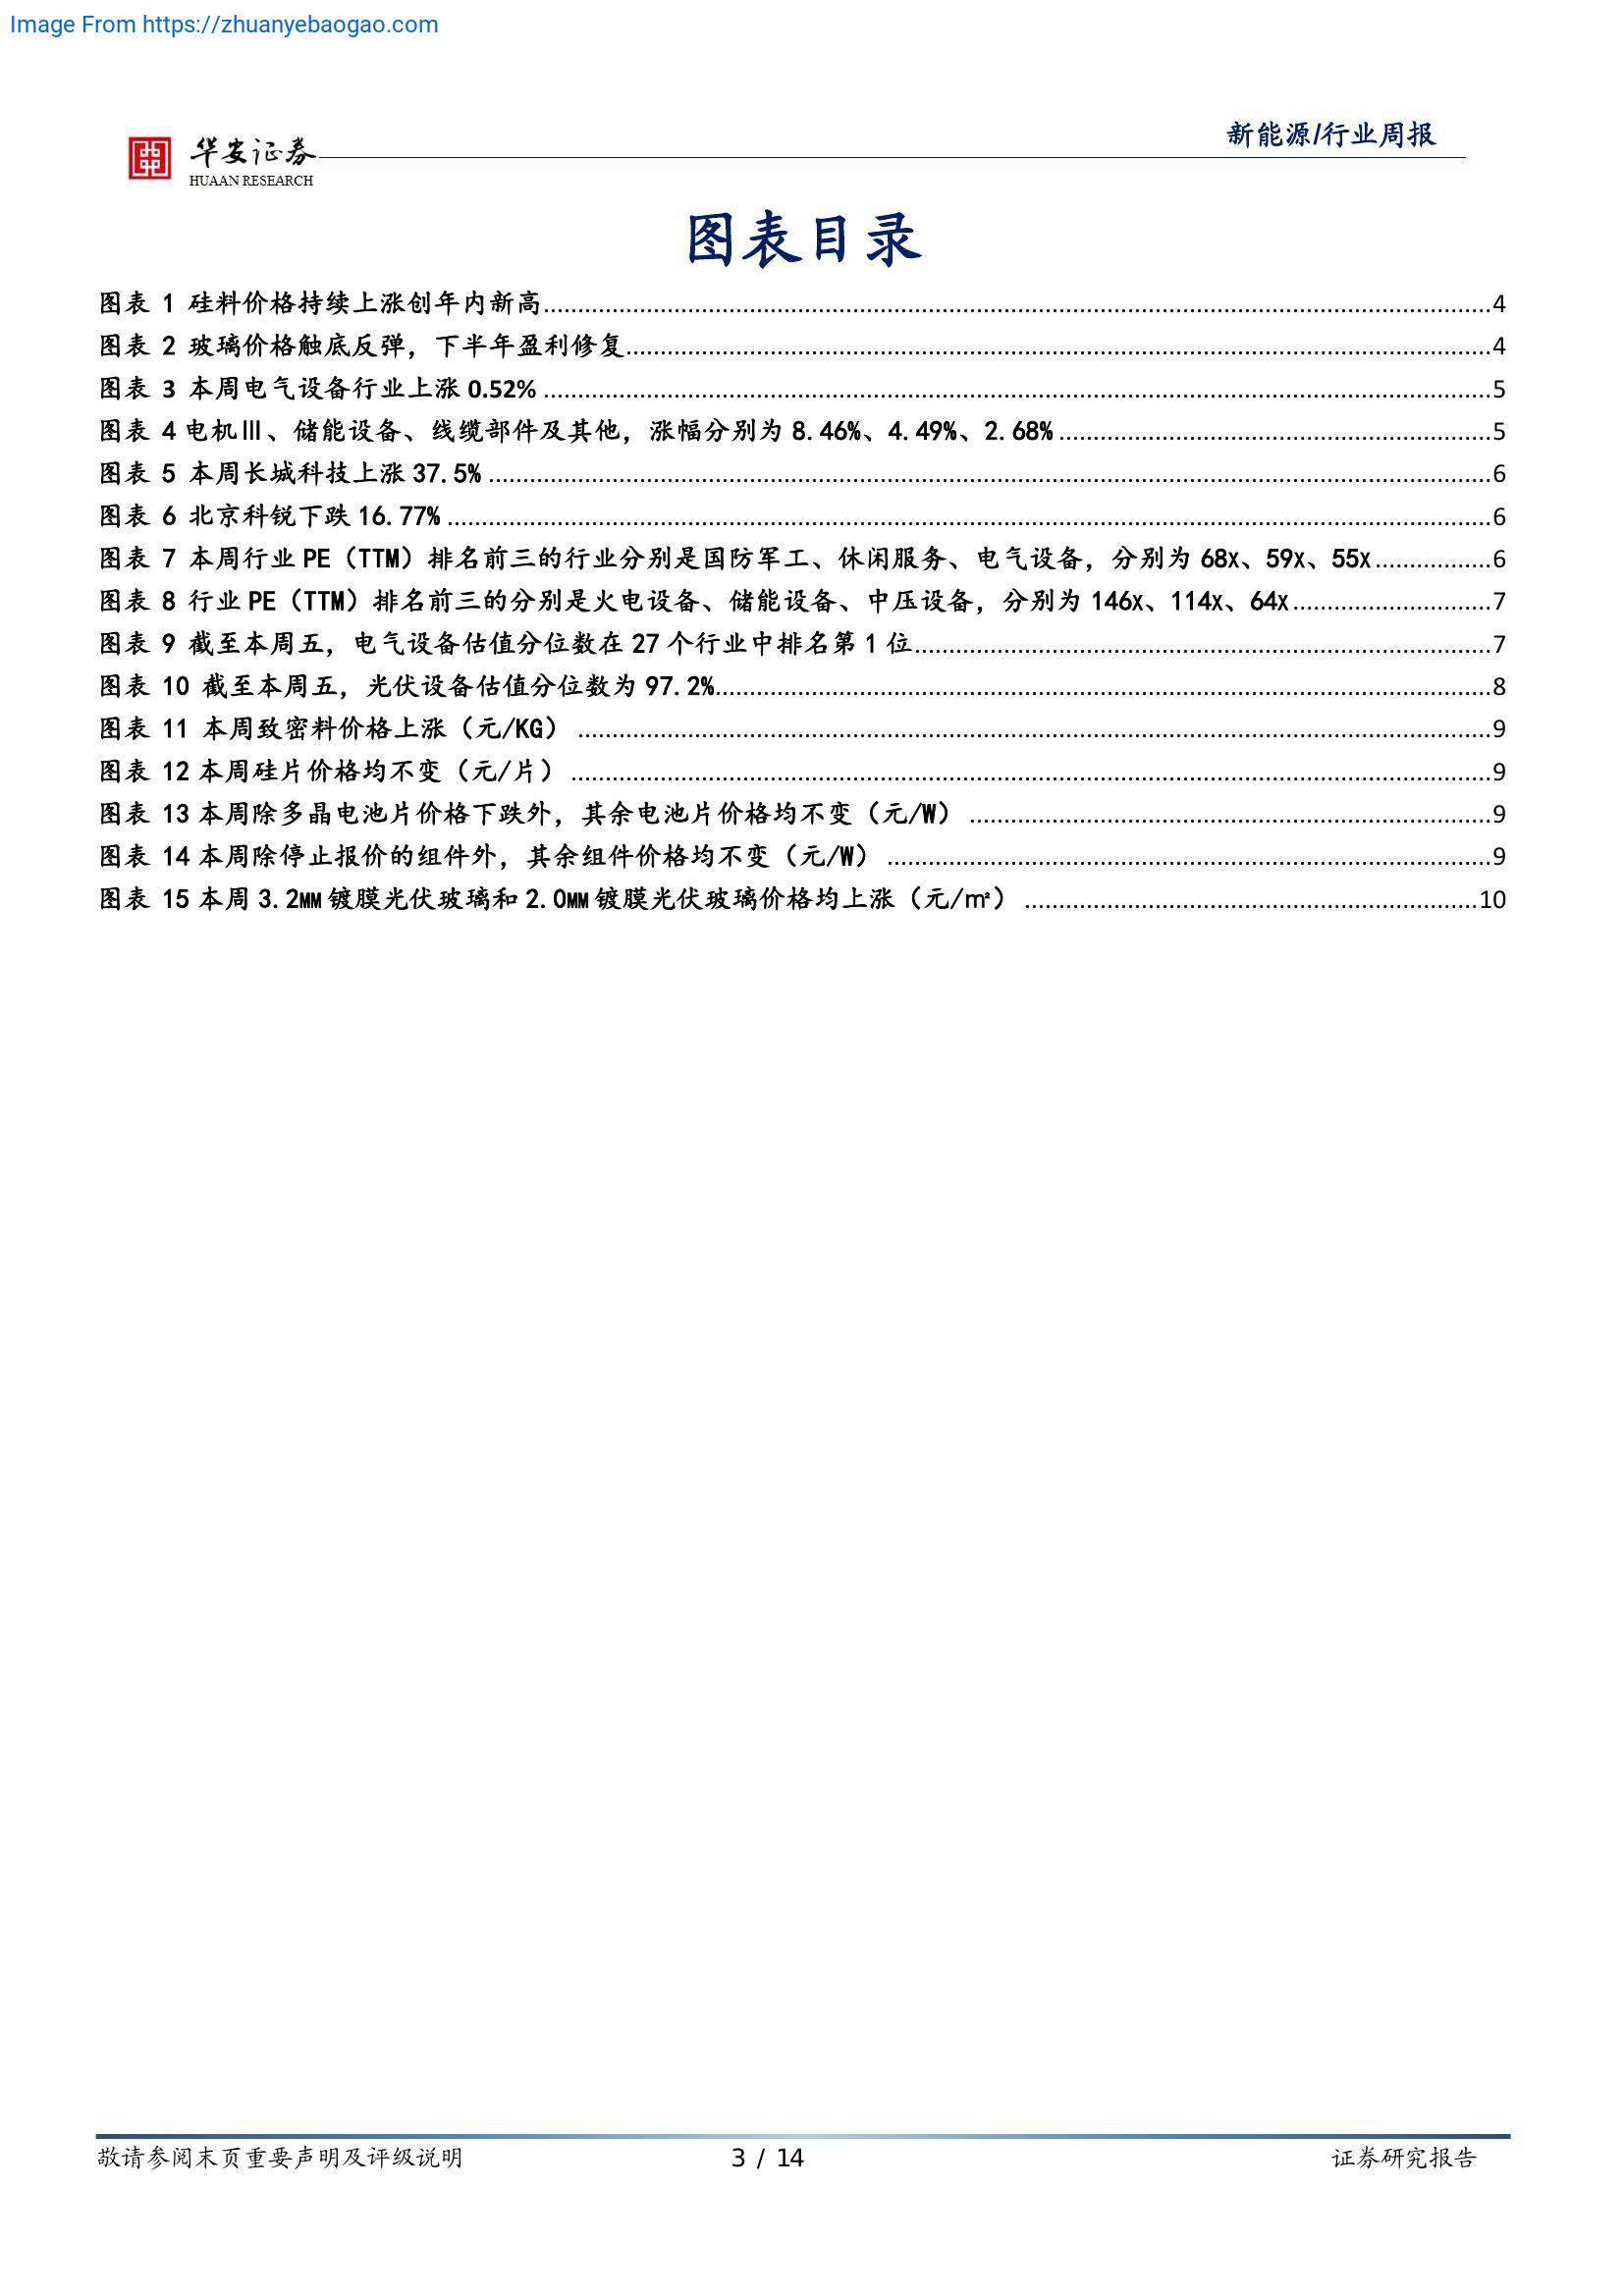 Image From https://zhuanyebaogao.com
新能源/行业周报
华安证券
HUAAN RESEARCH
图表目录
图表 1 硅料价格持续上涨创年内新高 4
图表 2 玻璃价格触底反弹，下半年盈利修复 4
图表 3 本周电气设备行业上涨 0.52% 5
图表 4 电机Ⅲ、储能设备、线缆部件及其他，涨幅分别为 8.46%、4.49%、2.68% 5
图表 5 本周长城科技上涨 37.5% 6
图表 6 北京科锐下跌 16.77% 6
图表 7 本周行业 PE（TTM）排名前三的行业分别是国防军工、休闲服务、电气设备，分别为 68X、59X、55X 6
图表 8 行业 PE（TTM）排名前三的分别是火电设备、储能设备、中压设备，分别为 146X、114X、64X 7
图表 9 截至本周五，电气设备估值分位数在 27 个行业中排名第 1 位 7
图表 10 截至本周五，光伏设备估值分位数为 97.2% 8
图表 11 本周致密料价格上涨（元/KG） 9
图表 12 本周硅片价格均不变（元/片） 9
图表 13 本周除多晶电池片价格下跌外，其余电池片价格均不变（元/W） 9
图表 14 本周除停止报价的组件外，其余组件价格均不变（元/W） 9
图表 15 本周 3.2MM 镀膜光伏玻璃和 2.0MM 镀膜光伏玻璃价格均上涨（元/㎡） 10
敬请参阅末页重要声明及评级说明 3 / 14 证券研究报告